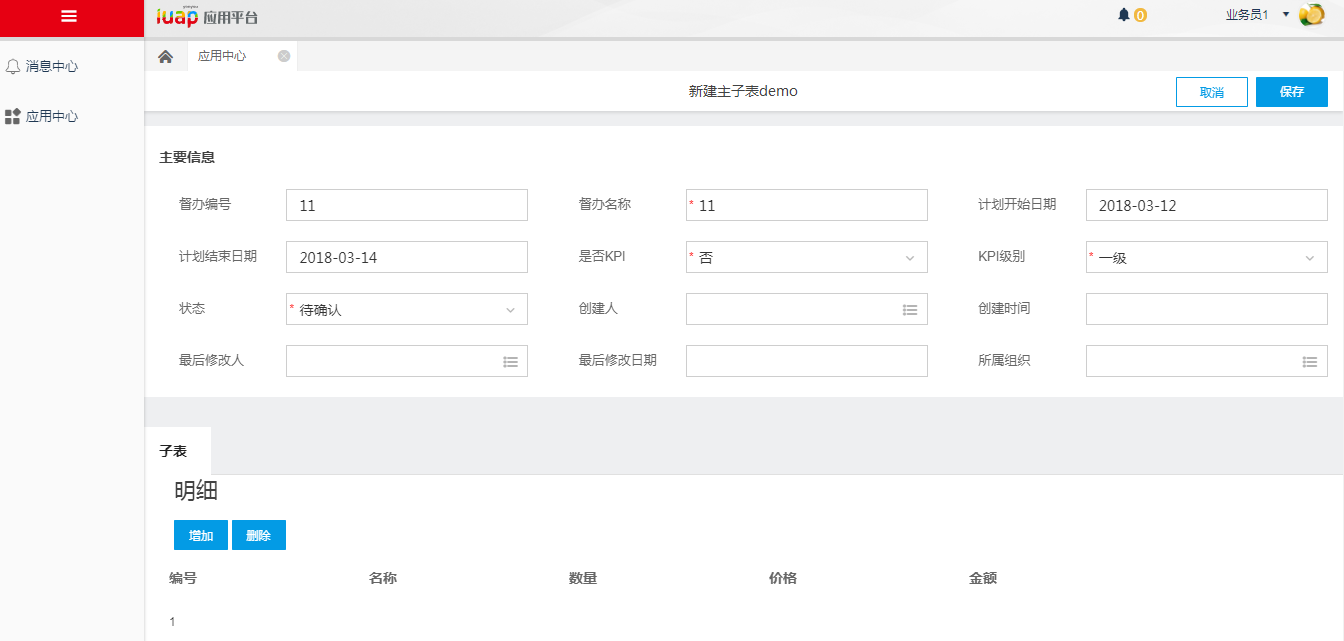 iuap 应用平台
0
业务员1
消息中心
应用中心
应用中心
新建主子表demo
取消
保存
主要信息
督办编号
11
督办名称
* 11
计划开始日期
2018-03-12
计划结束日期
2018-03-14
是否KPI
* 否
KPI级别
* 一级
状态
* 待确认
创建人
创建时间
最后修改人
最后修改日期
所属组织
子表
明细
增加
删除
编号
名称
数量
价格
金额
1